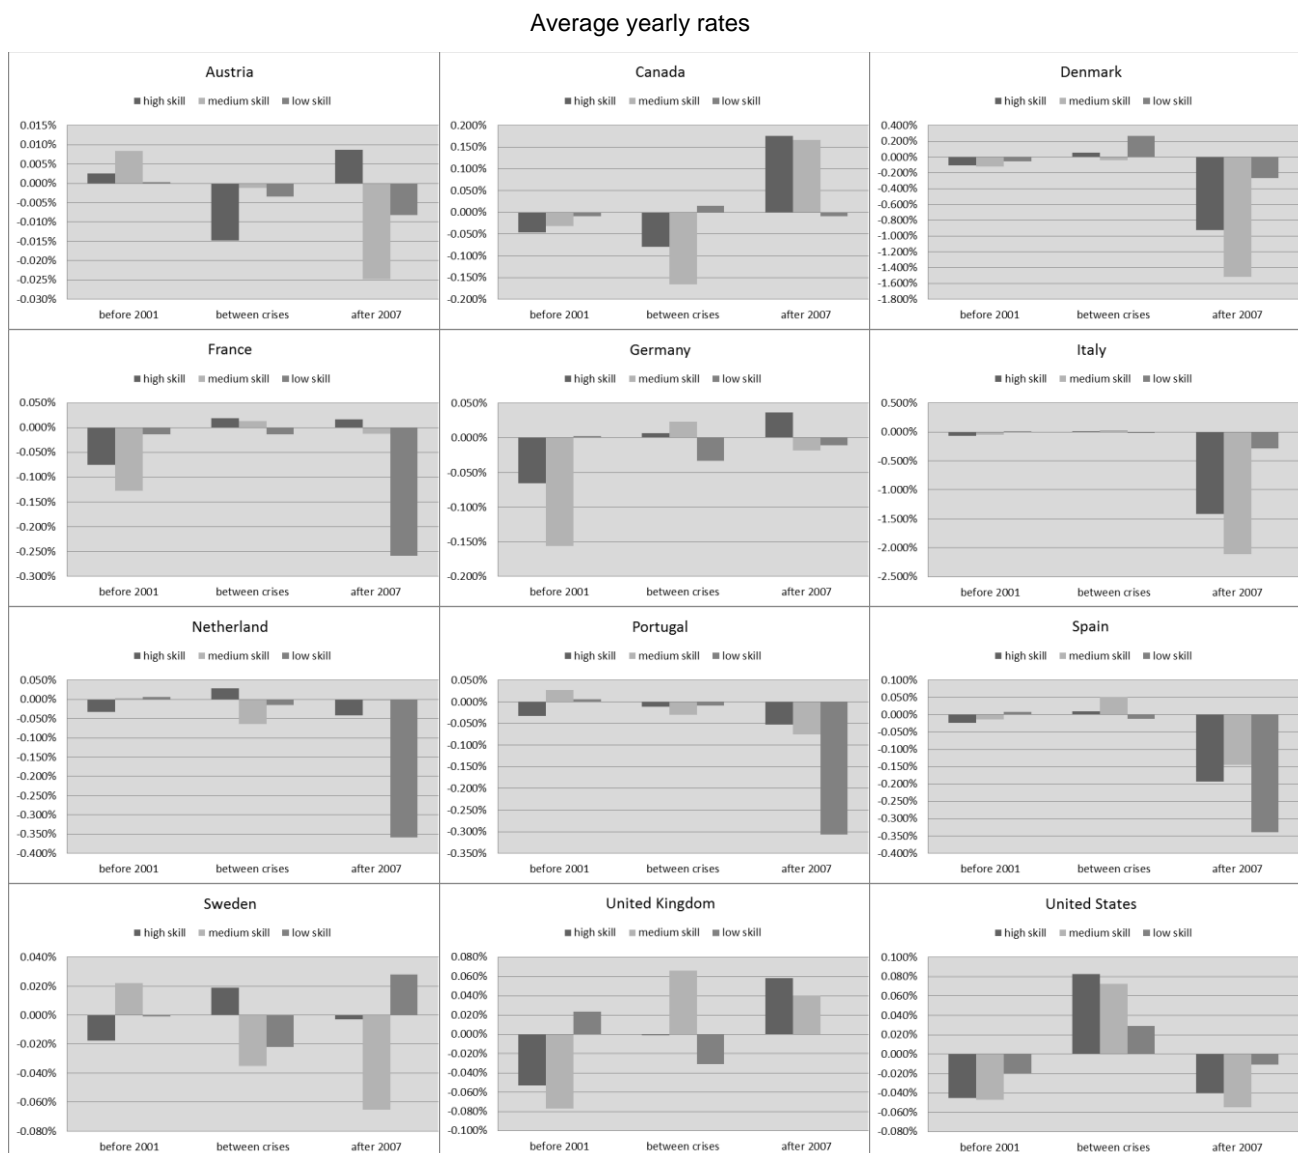 Average yearly rates
Austria
high skill medium skill low skill
0.015%
0.010%
0.005%
0.000%
-0.005%
-0.010%
-0.015%
-0.020%
-0.025%
-0.030%
before 2001 between crises after 2007
Canada
high skill medium skill low skill
0.200%
0.150%
0.100%
0.050%
0.000%
-0.050%
-0.100%
-0.150%
-0.200%
before 2001 between crises after 2007
Denmark
high skill medium skill low skill
0.400%
0.200%
0.000%
-0.200%
-0.400%
-0.600%
-0.800%
-1.000%
-1.200%
-1.400%
-1.600%
-1.800%
before 2001 between crises after 2007
France
high skill medium skill low skill
0.050%
0.000%
-0.050%
-0.100%
-0.150%
-0.200%
-0.250%
-0.300%
before 2001 between crises after 2007
Germany
high skill medium skill low skill
0.050%
0.000%
-0.050%
-0.100%
-0.150%
-0.200%
before 2001 between crises after 2007
Italy
high skill medium skill low skill
0.500%
0.000%
-0.500%
-1.000%
-1.500%
-2.000%
-2.500%
before 2001 between crises after 2007
Netherland
high skill medium skill low skill
0.050%
0.000%
-0.050%
-0.100%
-0.150%
-0.200%
-0.250%
-0.300%
-0.350%
-0.400%
before 2001 between crises after 2007
Portugal
high skill medium skill low skill
0.050%
0.000%
-0.050%
-0.100%
-0.150%
-0.200%
-0.250%
-0.300%
-0.350%
before 2001 between crises after 2007
Spain
high skill medium skill low skill
0.100%
0.050%
0.000%
-0.050%
-0.100%
-0.150%
-0.200%
-0.250%
-0.300%
-0.350%
-0.400%
before 2001 between crises after 2007
Sweden
high skill medium skill low skill
0.040%
0.020%
0.000%
-0.020%
-0.040%
-0.060%
-0.080%
before 2001 between crises after 2007
United Kingdom
high skill medium skill low skill
0.080%
0.060%
0.040%
0.020%
0.000%
-0.020%
-0.040%
-0.060%
-0.080%
-0.100%
before 2001 between crises after 2007
United States
high skill medium skill low skill
0.100%
0.080%
0.060%
0.040%
0.020%
0.000%
-0.020%
-0.040%
-0.060%
-0.080%
before 2001 between crises after 2007